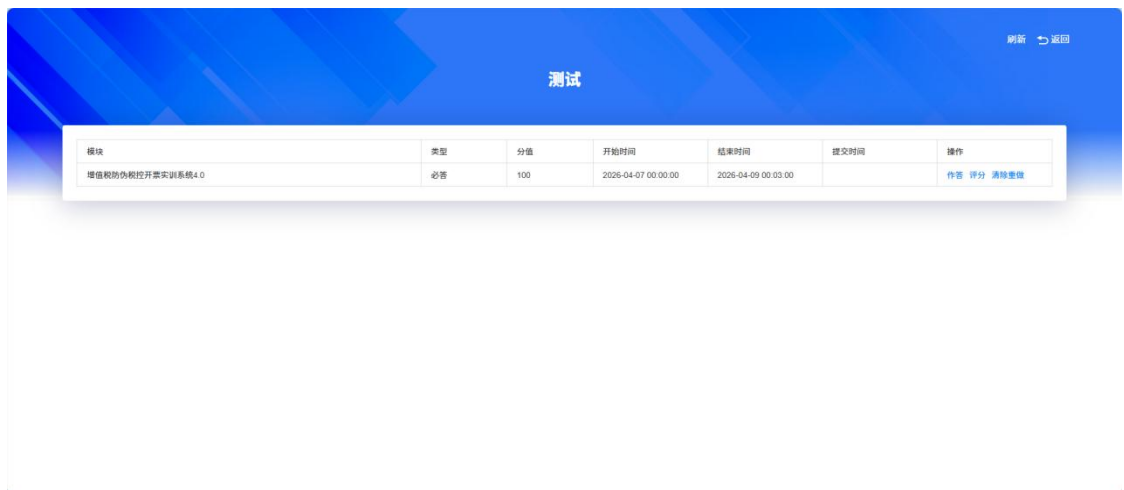 刷新 返回
测试
模块 类型 分值 开始时间 结束时间 提交时间 操作
增值税防伪税控开票实训系统4.0 必答 100 2026-04-07 00:00:00 2026-04-09 00:03:00 作答 评分 清除重做